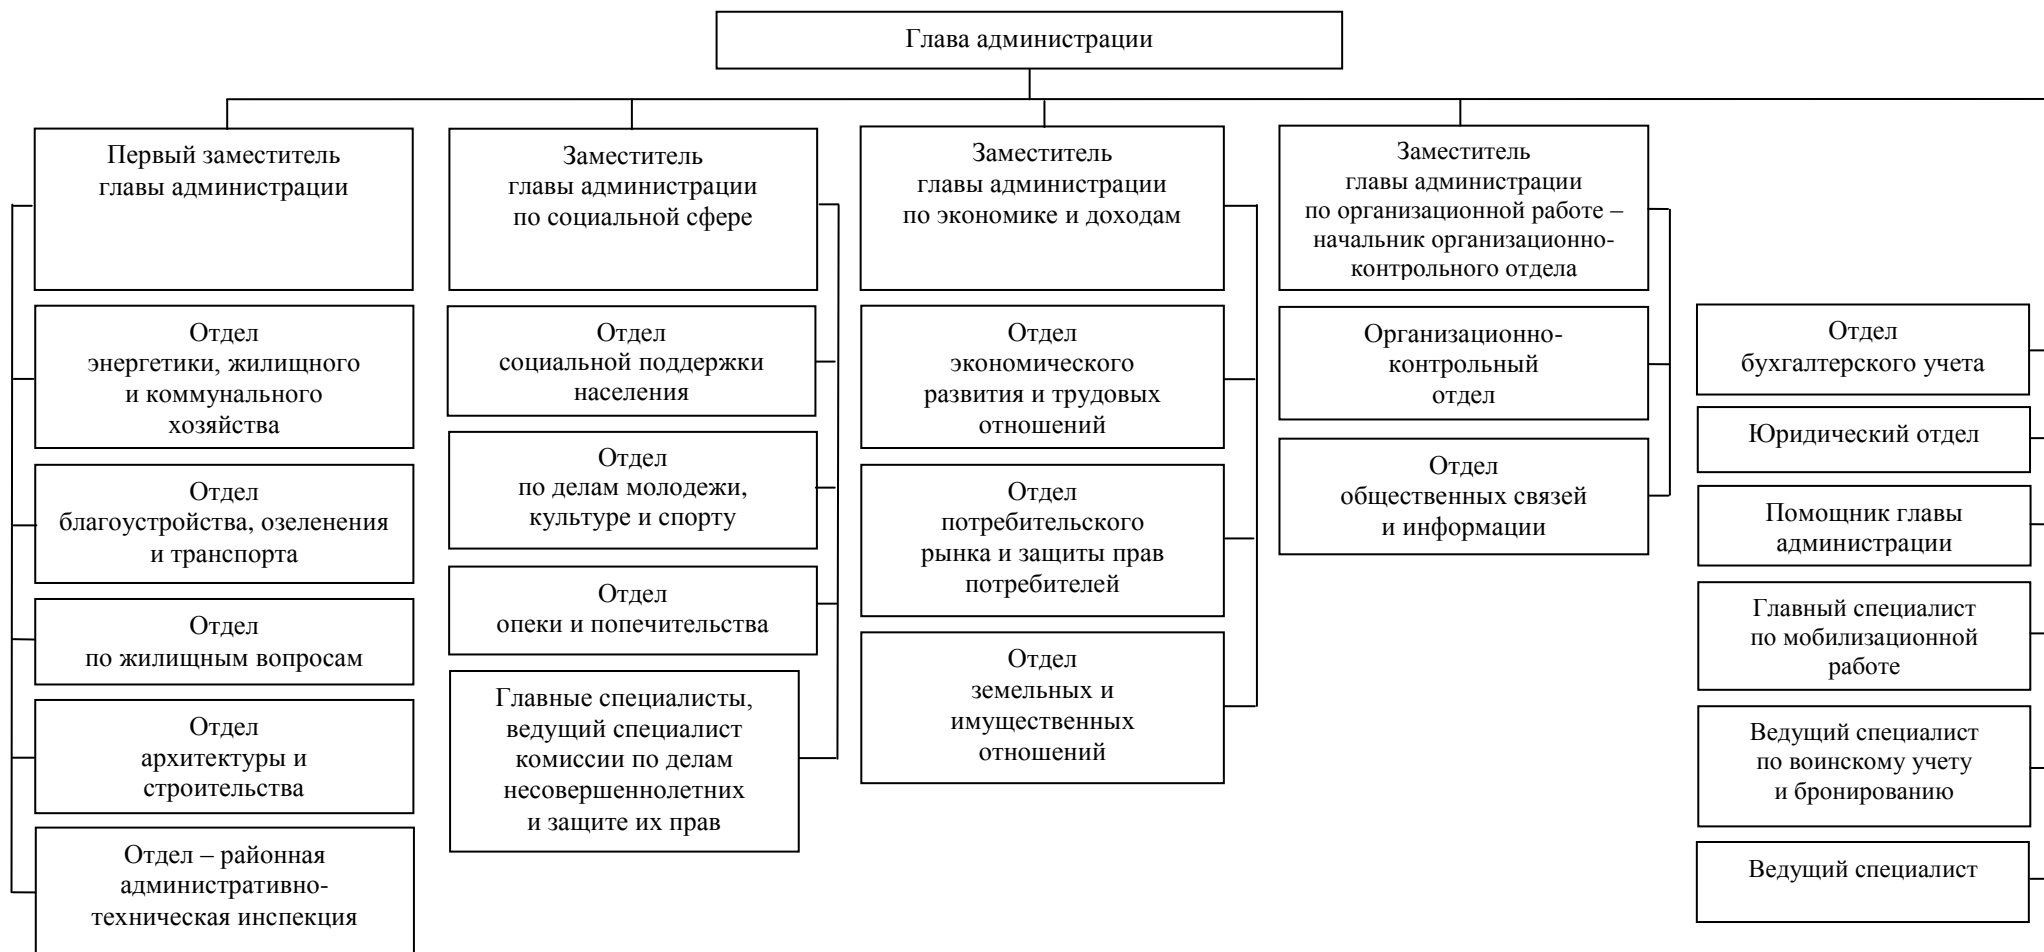 Глава администрации
Первый заместитель
главы администрации
Отдел
энергетики, жилищного
и коммунального
хозяйства
Отдел
благоустройства, озеленения
и транспорта
Отдел
по жилищным вопросам
Отдел
архитектуры и
строительства
Отдел – районная
административно-
техническая инспекция
Заместитель
главы администрации
по социальной сфере
Отдел
социальной поддержки
населения
Отдел
по делам молодежи,
культуре и спорту
Отдел
опеки и попечительства
Главные специалисты,
ведущий специалист
комиссии по делам
несовершеннолетних
и защите их прав
Заместитель
главы администрации
по экономике и доходам
Отдел
экономического
развития и трудовых
отношений
Отдел
потребительского
рынка и защиты прав
потребителей
Отдел
земельных и
имущественных
отношений
Заместитель
главы администрации
по организационной работе –
начальник организационно-
контрольного отдела
Организационно-
контрольный
отдел
Отдел
общественных связей
и информации
Отдел
бухгалтерского учета
Юридический отдел
Помощник главы
администрации
Главный специалист
по мобилизационной
работе
Ведущий специалист
по воинскому учету
и бронированию
Ведущий специалист